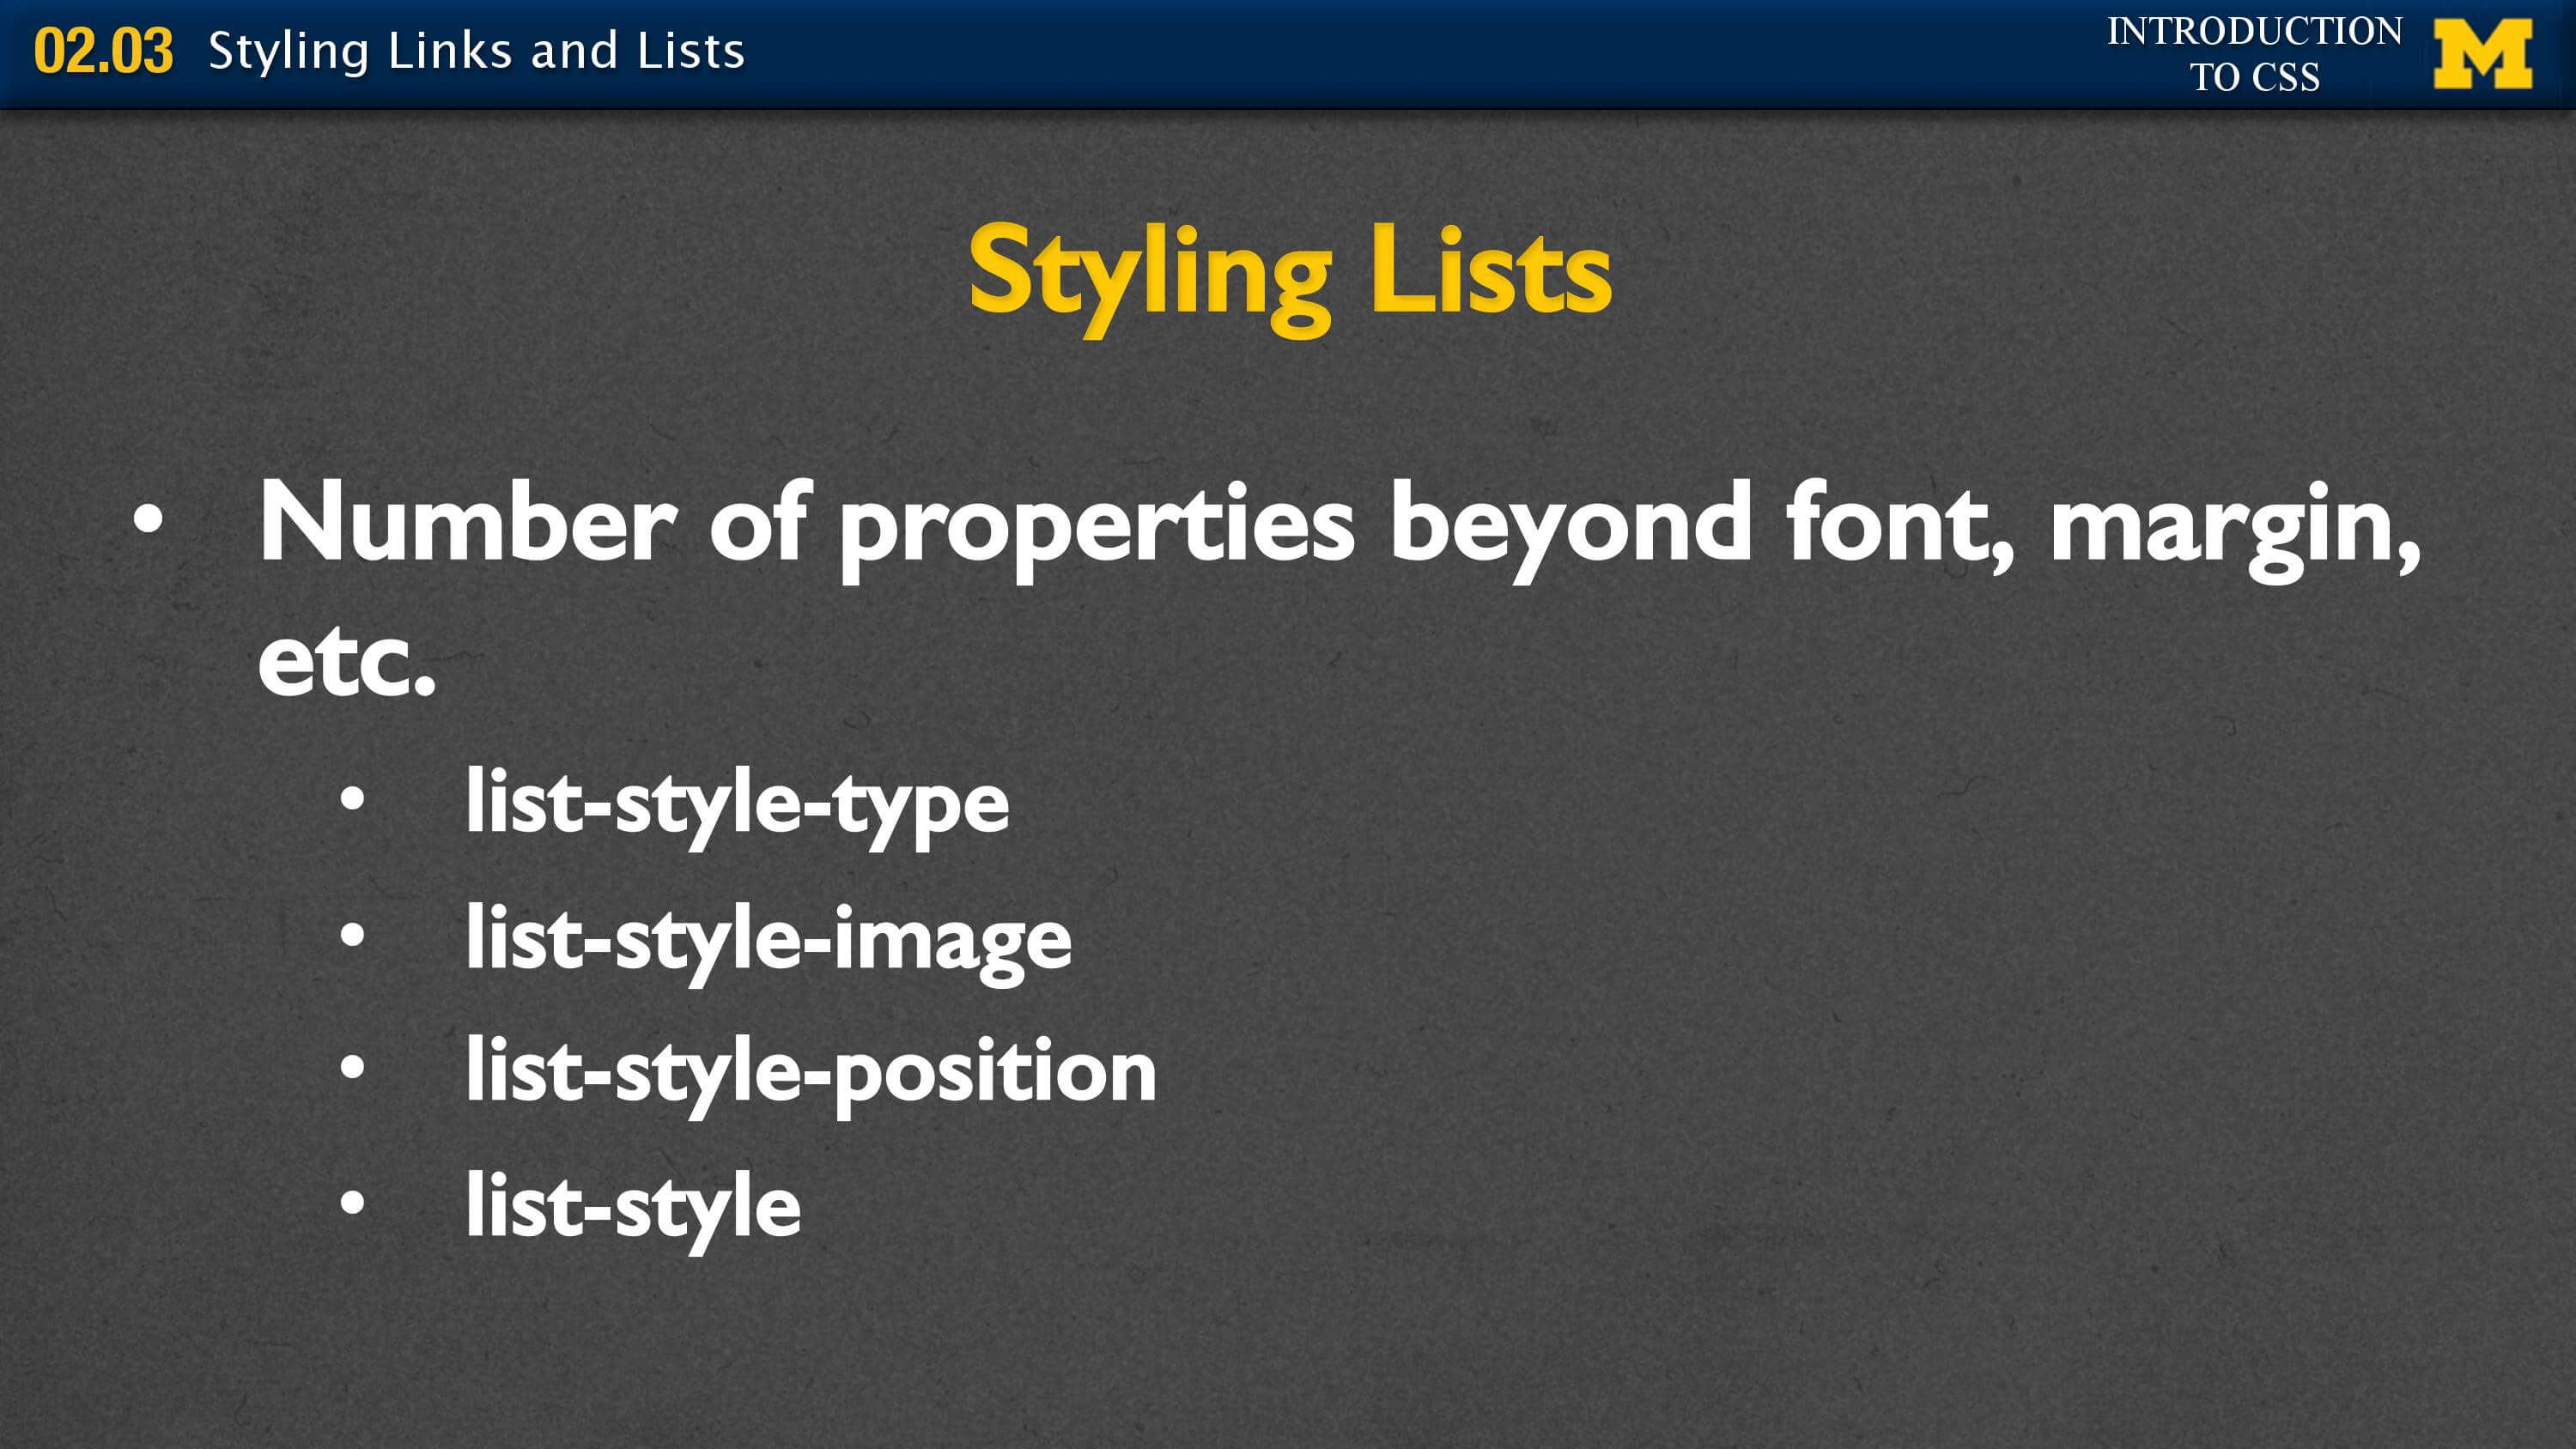 02.03 Styling Links and Lists
INTRODUCTION
TO CSS
M
Styling Lists
• Number of properties beyond font, margin,
etc.
• list-style-type
• list-style-image
• list-style-position
• list-style